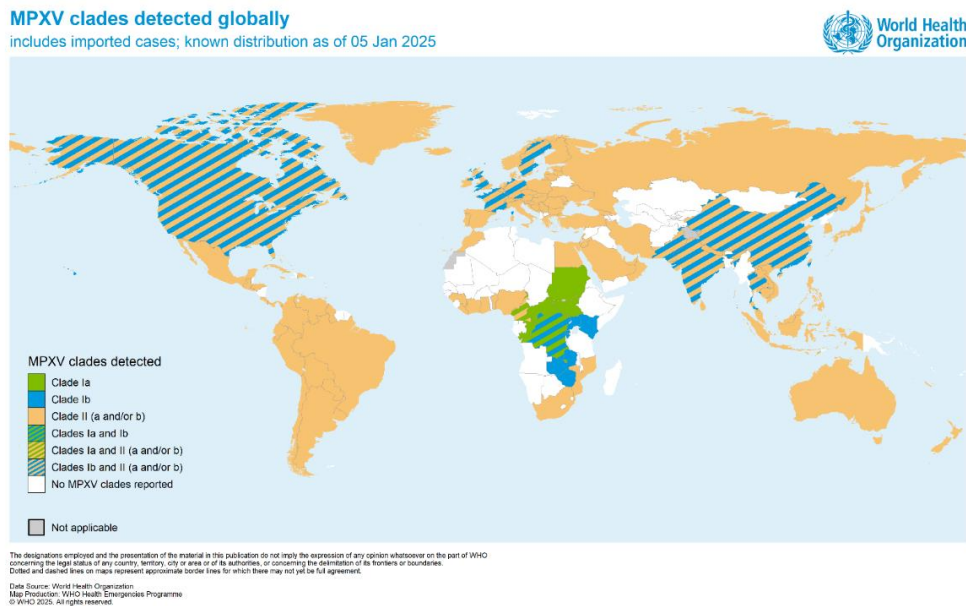 MPXV clades detected globally
includes imported cases; known distribution as of 05 Jan 2025
World Health
Organization
MPXV clades detected
Clade Ia
Clade Ib
Clade II (a and/or b)
Clades Ia and Ib
Clades Ia and II (a and/or b)
Clades Ib and II (a and/or b)
No MPXV clades reported
Not applicable
The designations employed and the presentation of the material in this publication do not imply the expression of any opinion whatsoever on the part of WHO
concerning the legal status of any country, territory, city or area or of its authorities, or concerning the delimitation of its frontiers or boundaries.
Dotted and dashed lines on maps represent approximate border lines for which there may not yet be full agreement.
Data Source: World Health Organization
Map Production: WHO Health Emergencies Programme
© WHO 2025. All rights reserved.